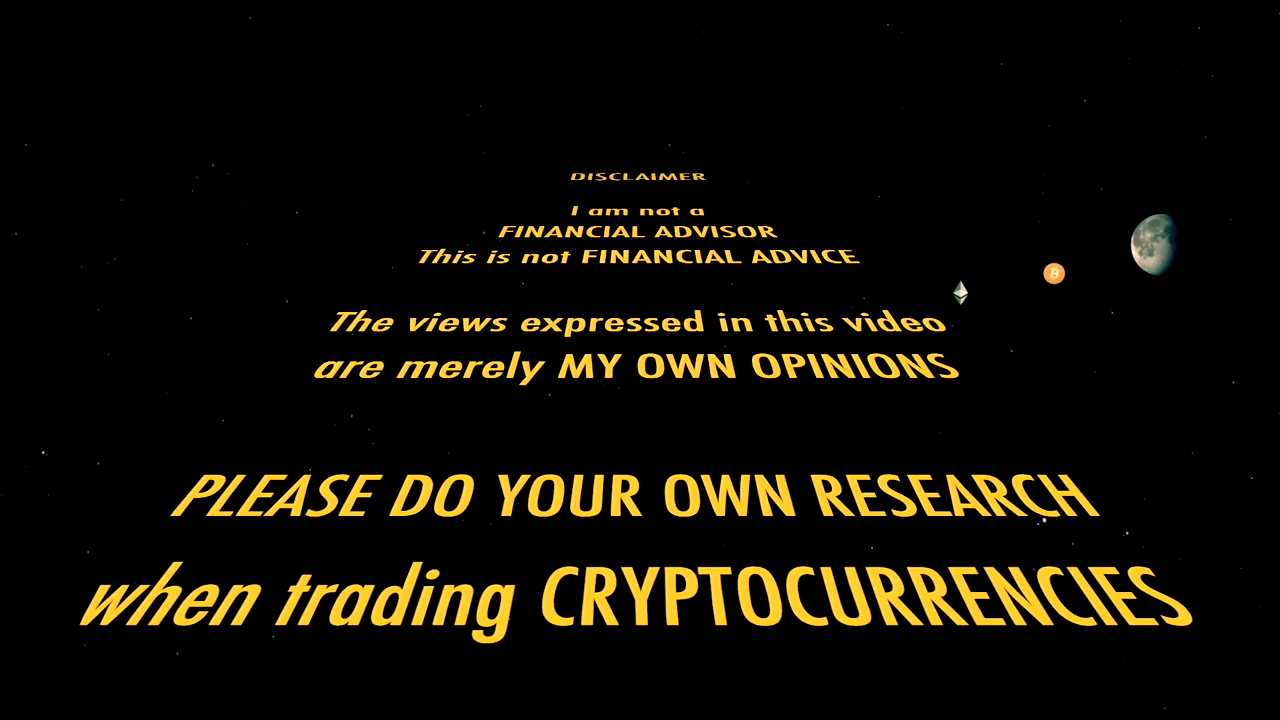 DISCLAIMER
I am not a
FINANCIAL ADVISOR
This is not FINANCIAL ADVICE
The views expressed in this video
are merely MY OWN OPINIONS
PLEASE DO YOUR OWN RESEARCH
when trading CRYPTOCURRENCIES